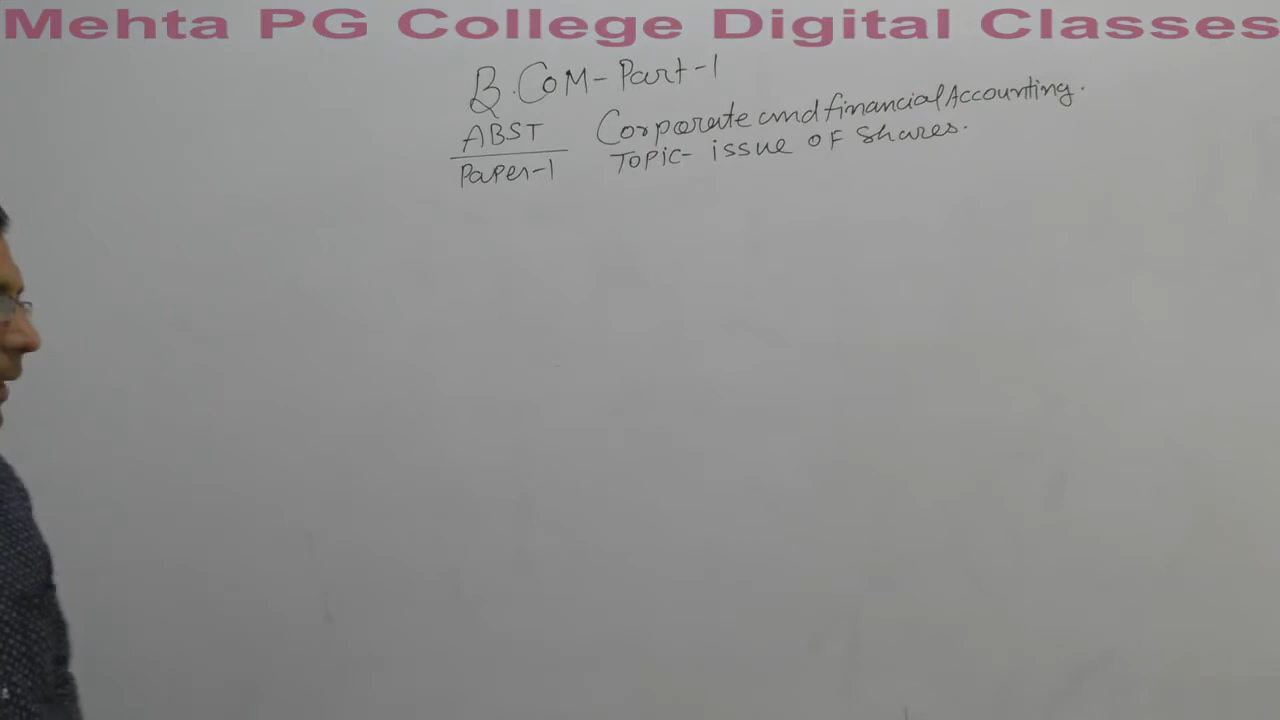 Mehta PG College Digital Classes
B.COM-Part-1
ABST Corporate and financial Accounting.
Paper-1 TOPIC- issue OF Shares.